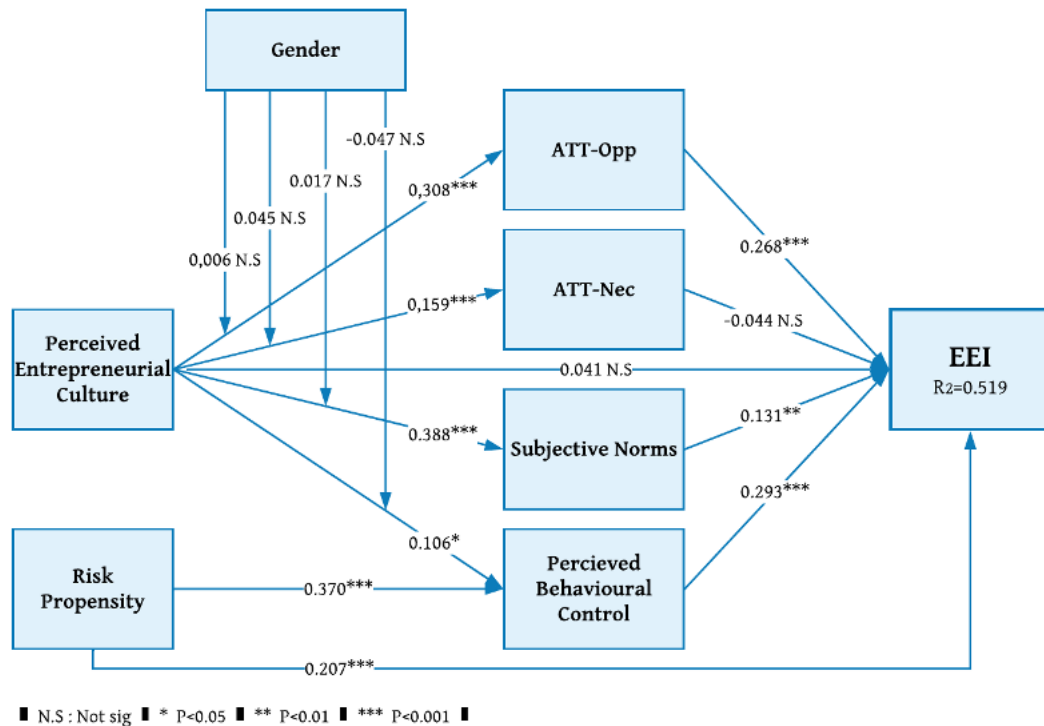 Gender
-0.047 N.S
ATT-Opp
0.017 N.S
0,308***
0.045 N.S
0.268***
0,006 N.S
ATT-Nec
0,159***
-0.044 N.S
Perceived
Entrepreneurial
Culture
0.041 N.S
EEI
R2=0.519
0.131**
0.388***
Subjective Norms
0.293***
0.106*
Risk
Propensity
0.370***
Percieved
Behavioural
Control
0.207***
N.S : Not sig * P<0.05 ** P<0.01 *** P<0.001